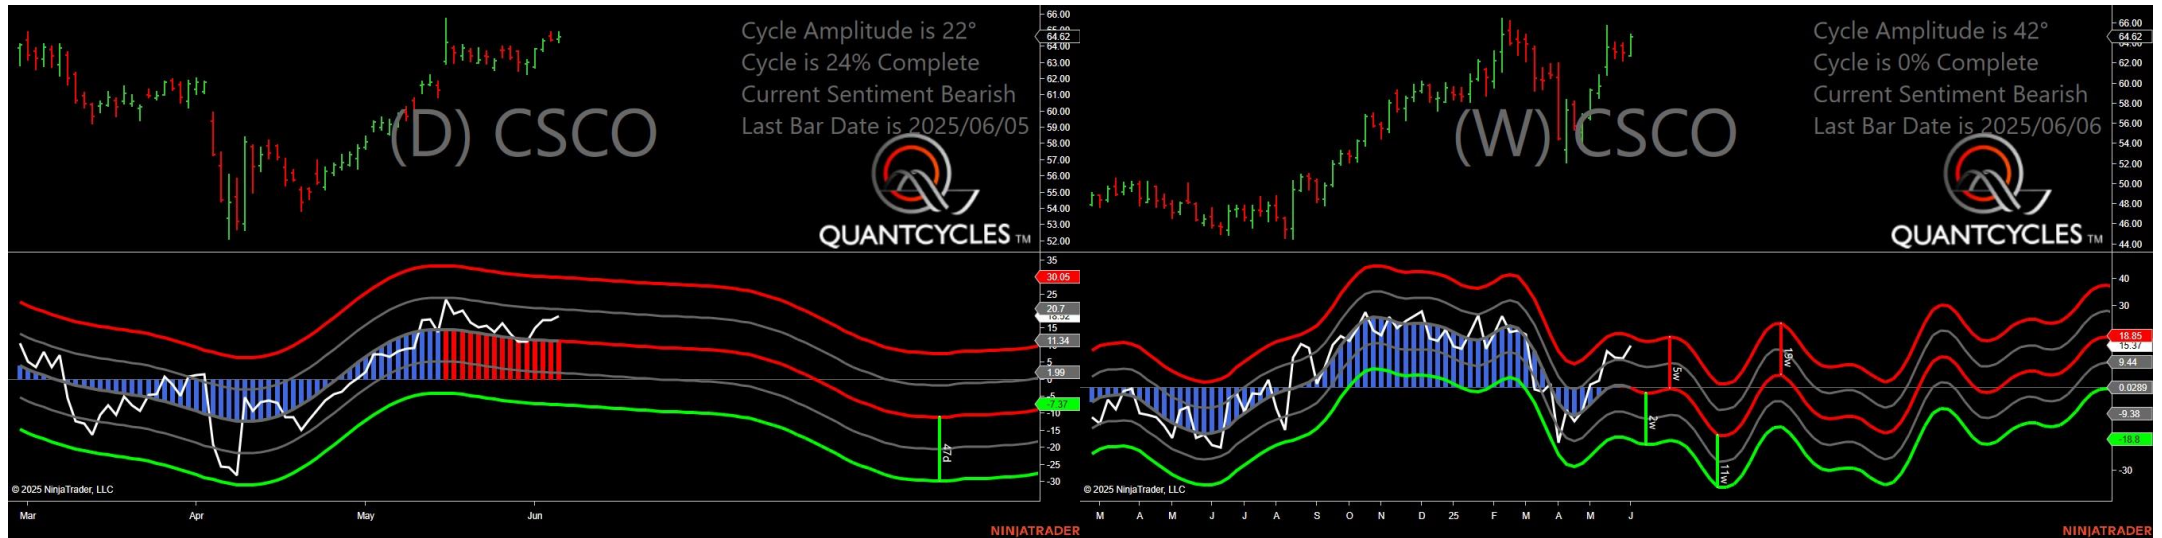 Cycle Amplitude is 22°
Cycle is 24% Complete
Current Sentiment Bearish
Last Bar Date is 2025/06/05
(D) CSCO
QUANTCYCLES TM
66.00
64.62
64.00
63.00
62.00
61.00
60.00
59.00
58.00
57.00
56.00
55.00
54.00
53.00
52.00
35
30.05
25
20.7
18.52
15
11.34
5
1.99
0
-5
-7.37
-10
-15
-20
-25
-30
47d
© 2025 NinjaTrader, LLC
Mar Apr May Jun
NINJATRADER
Cycle Amplitude is 42°
Cycle is 0% Complete
Current Sentiment Bearish
Last Bar Date is 2025/06/06
(W) CSCO
QUANTCYCLES TM
66.00
64.62
64.00
62.00
60.00
58.00
56.00
54.00
52.00
50.00
48.00
46.00
44.00
40
30
18.85
15.37
9.44
0.0289
-9.38
-18.8
-30
5w
18w
2w
11w
© 2025 NinjaTrader, LLC
M A M J J A S O N D 25 F M A M J
NINJATRADER